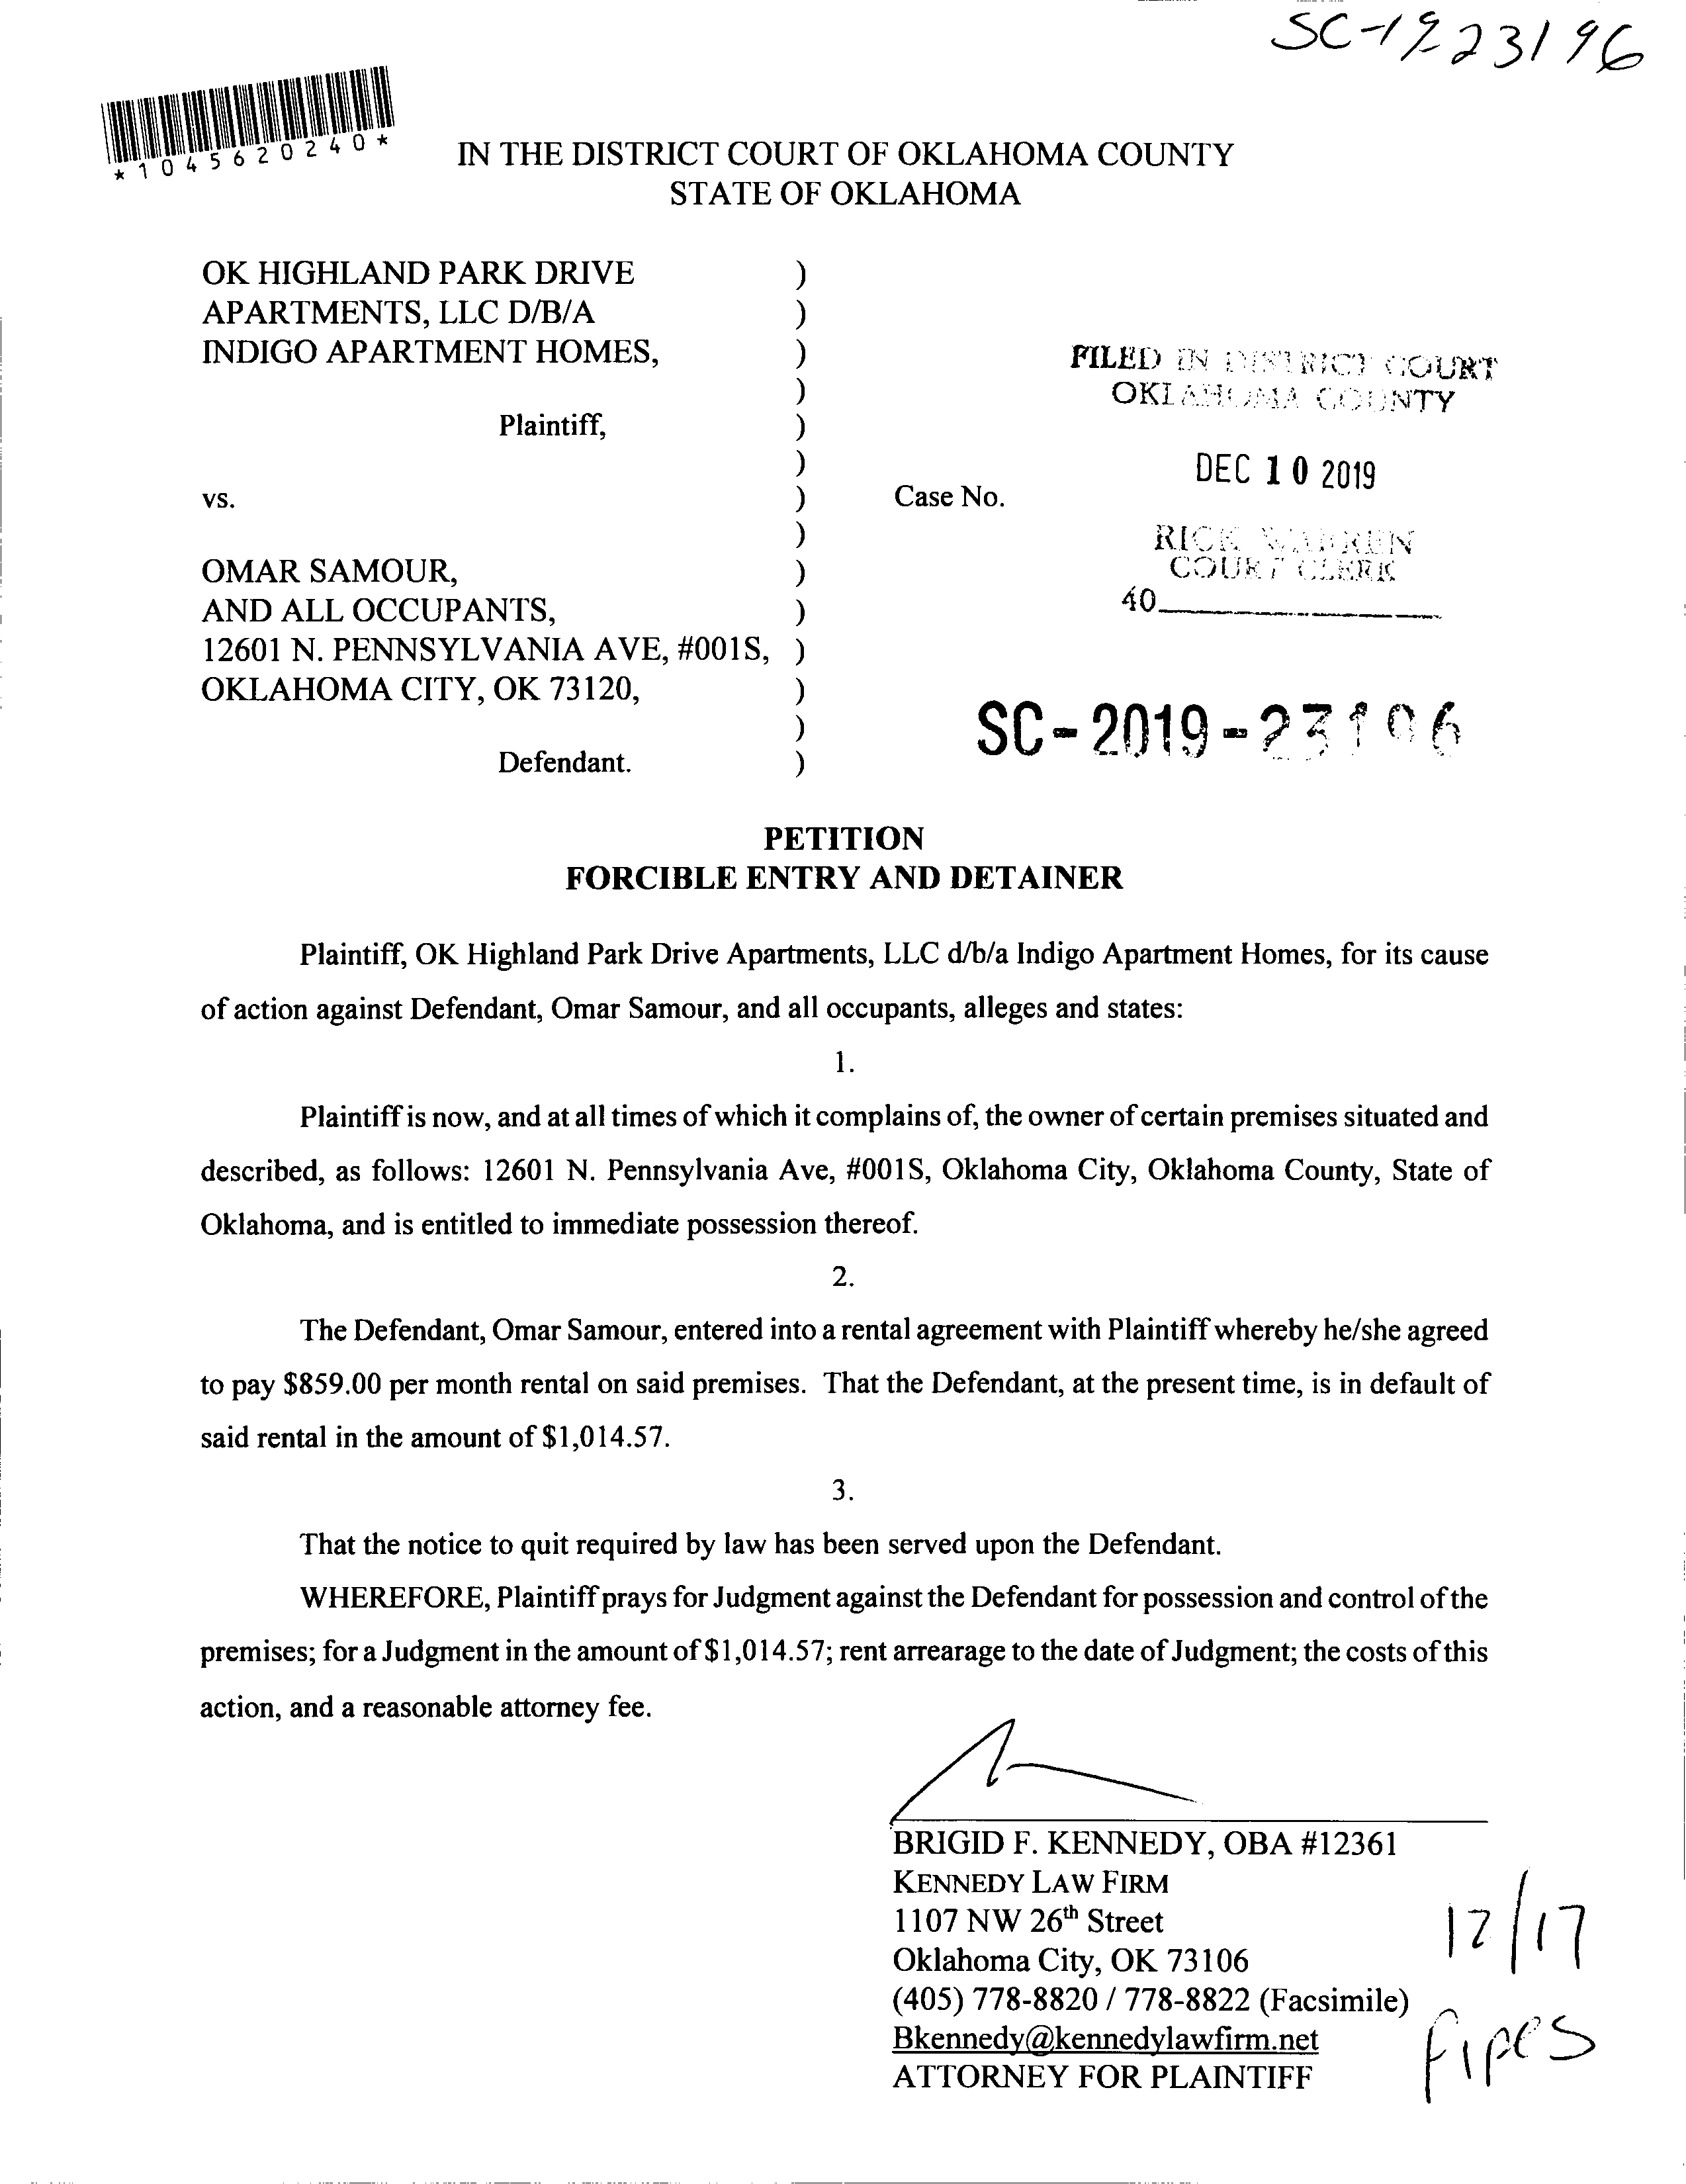 SC-1923196
*1045620240*
IN THE DISTRICT COURT OF OKLAHOMA COUNTY
STATE OF OKLAHOMA
OK HIGHLAND PARK DRIVE )
APARTMENTS, LLC D/B/A )
INDIGO APARTMENT HOMES, )
)
Plaintiff, )
)
vs. ) Case No.
)
OMAR SAMOUR, )
AND ALL OCCUPANTS, )
12601 N. PENNSYLVANIA AVE, #001S, )
OKLAHOMA CITY, OK 73120, )
)
Defendant. )
FILED IN DISTRICT COURT
OKLAHOMA COUNTY
DEC 10 2019
RICK WARREN
COURT CLERK
40
SC-2019-23196
PETITION
FORCIBLE ENTRY AND DETAINER
Plaintiff, OK Highland Park Drive Apartments, LLC d/b/a Indigo Apartment Homes, for its cause
of action against Defendant, Omar Samour, and all occupants, alleges and states:
1.
Plaintiff is now, and at all times of which it complains of, the owner of certain premises situated and
described, as follows: 12601 N. Pennsylvania Ave, #001S, Oklahoma City, Oklahoma County, State of
Oklahoma, and is entitled to immediate possession thereof.
2.
The Defendant, Omar Samour, entered into a rental agreement with Plaintiff whereby he/she agreed
to pay $859.00 per month rental on said premises. That the Defendant, at the present time, is in default of
said rental in the amount of $1,014.57.
3.
That the notice to quit required by law has been served upon the Defendant.
WHEREFORE, Plaintiff prays for Judgment against the Defendant for possession and control of the
premises; for a Judgment in the amount of $1,014.57; rent arrearage to the date of Judgment; the costs of this
action, and a reasonable attorney fee.
BRIGID F. KENNEDY, OBA #12361
KENNEDY LAW FIRM
1107 NW 26th Street
Oklahoma City, OK 73106
(405) 778-8820 / 778-8822 (Facsimile)
Bkennedy@kennedylawfirm.net
ATTORNEY FOR PLAINTIFF
12/17